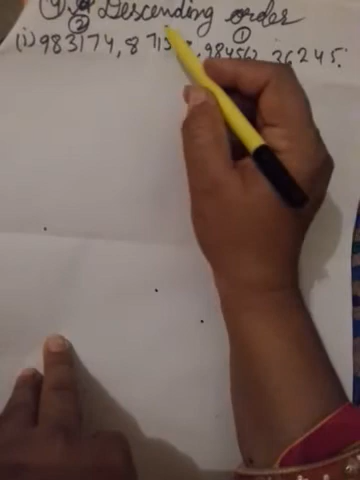 Descending order
② ①
(i) 983174, 984562, 36245.